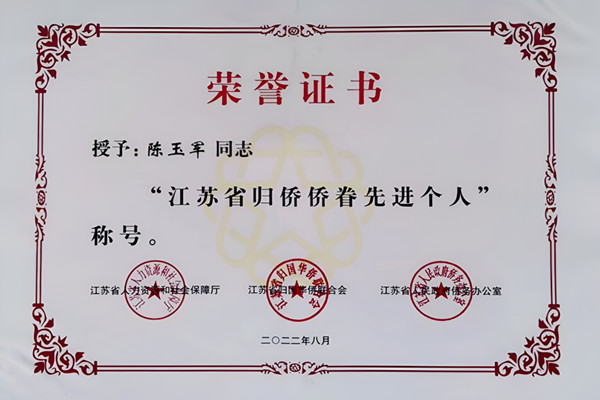 荣誉证书
授予：陈玉军 同志
“江苏省归侨侨眷先进个人”
称号。
江苏省人力资源和社会保障厅 江苏省归国华侨联合会 江苏省人民政府侨务办公室
二〇二二年八月